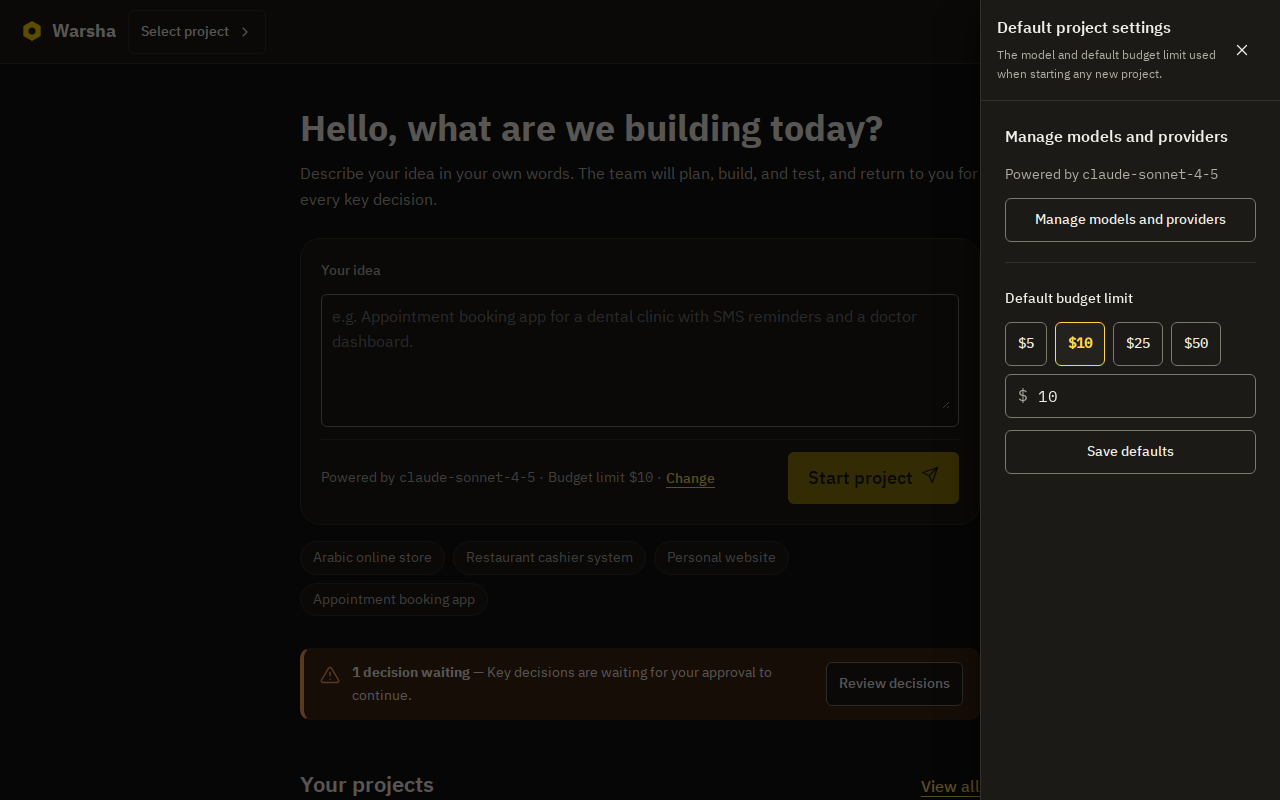 Warsha
Select project
Hello, what are we building today?
Describe your idea in your own words. The team will plan, build, and test, and return to you for
every key decision.
Your idea
e.g. Appointment booking app for a dental clinic with SMS reminders and a doctor
dashboard.
Powered by claude-sonnet-4-5 · Budget limit $10 · Change
Start project
Arabic online store
Restaurant cashier system
Personal website
Appointment booking app
1 decision waiting — Key decisions are waiting for your approval to
continue.
Review decisions
Your projects
View all
Default project settings
The model and default budget limit used
when starting any new project.
Manage models and providers
Powered by claude-sonnet-4-5
Manage models and providers
Default budget limit
$5
$10
$25
$50
$ 10
Save defaults